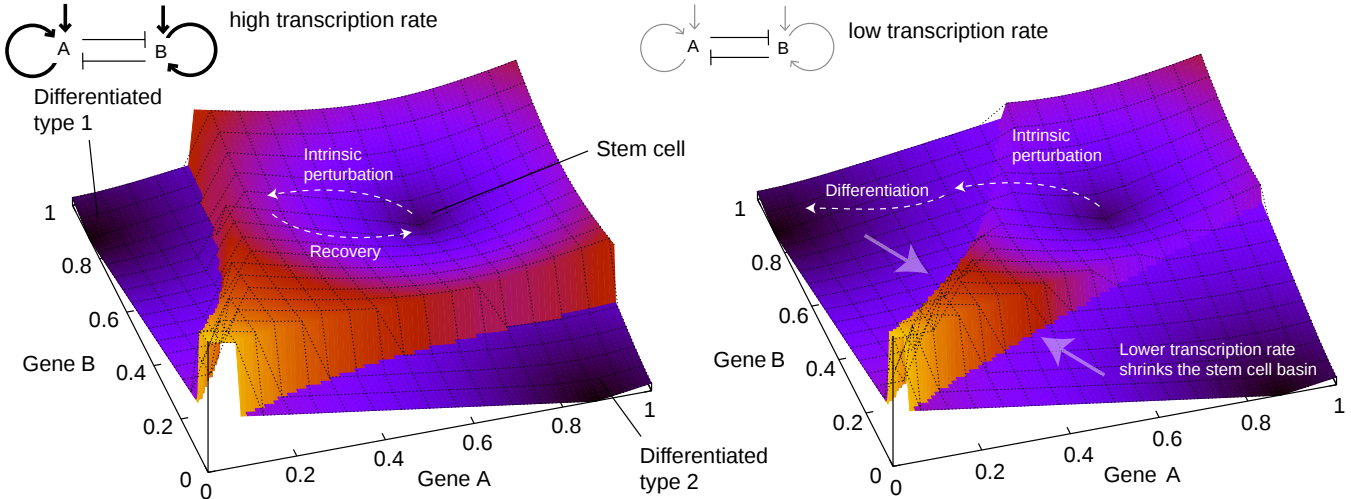 high transcription rate
A
B
Differentiated
type 1
Intrinsic
perturbation
Stem cell
Recovery
1
0.8
0.6
0.4
0.2
0
Gene B
0
0.2
0.4
0.6
0.8
1
Gene A
Differentiated
type 2
low transcription rate
A
B
Intrinsic
perturbation
Differentiation
Lower transcription rate
shrinks the stem cell basin
1
0.8
0.6
0.4
0.2
0
Gene B
0
0.2
0.4
0.6
0.8
1
Gene A